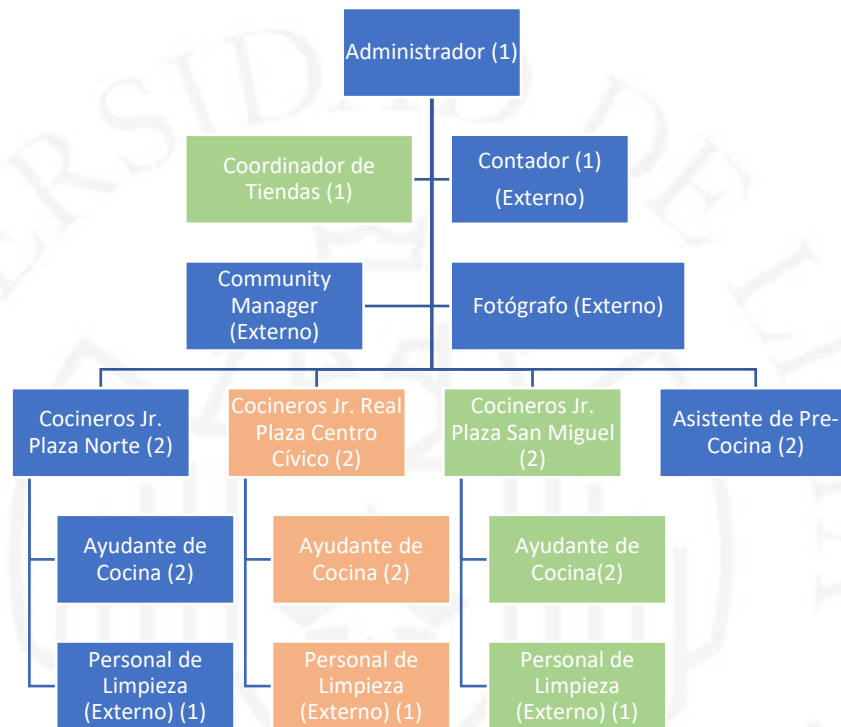 Administrador (1)
Coordinador de
Tiendas (1)
Contador (1)
(Externo)
Community
Manager
(Externo)
Fotógrafo (Externo)
Cocineros Jr.
Plaza Norte (2)
Cocineros Jr. Real
Plaza Centro
Cívico (2)
Cocineros Jr.
Plaza San Miguel
(2)
Asistente de Pre-
Cocina (2)
Ayudante de
Cocina (2)
Ayudante de
Cocina (2)
Ayudante de
Cocina(2)
Personal de
Limpieza
(Externo) (1)
Personal de
Limpieza
(Externo) (1)
Personal de
Limpieza
(Externo) (1)